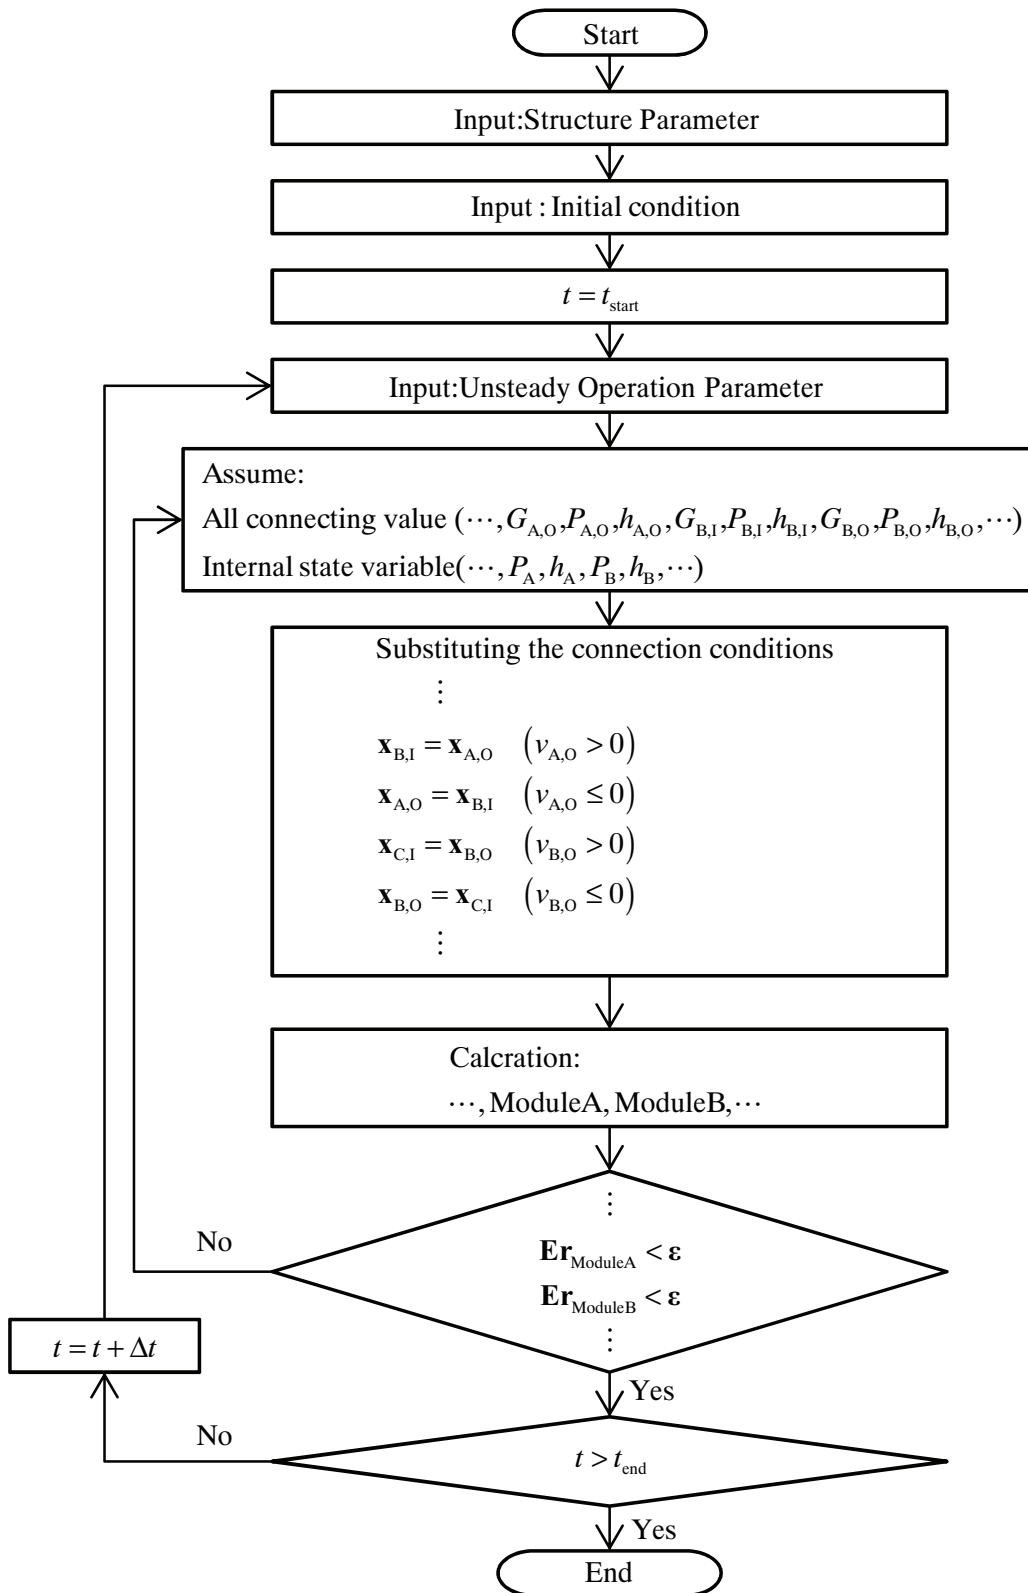 Start
Input:Structure Parameter
Input : Initial condition
t = t_start
Input:Unsteady Operation Parameter
Assume:
All connecting value (⋯, G_A,O, P_A,O, h_A,O, G_B,I, P_B,I, h_B,I, G_B,O, P_B,O, h_B,O, ⋯)
Internal state variable(⋯, P_A, h_A, P_B, h_B, ⋯)
Substituting the connection conditions
⋮
x_B,I = x_A,O (v_A,O > 0)
x_A,O = x_B,I (v_A,O ≤ 0)
x_C,I = x_B,O (v_B,O > 0)
x_B,O = x_C,I (v_B,O ≤ 0)
⋮
Calcration:
⋯, ModuleA, ModuleB, ⋯
⋮
No
Er_ModuleA < ε
Er_ModuleB < ε
⋮
t = t + Δt
Yes
No
t > t_end
Yes
End